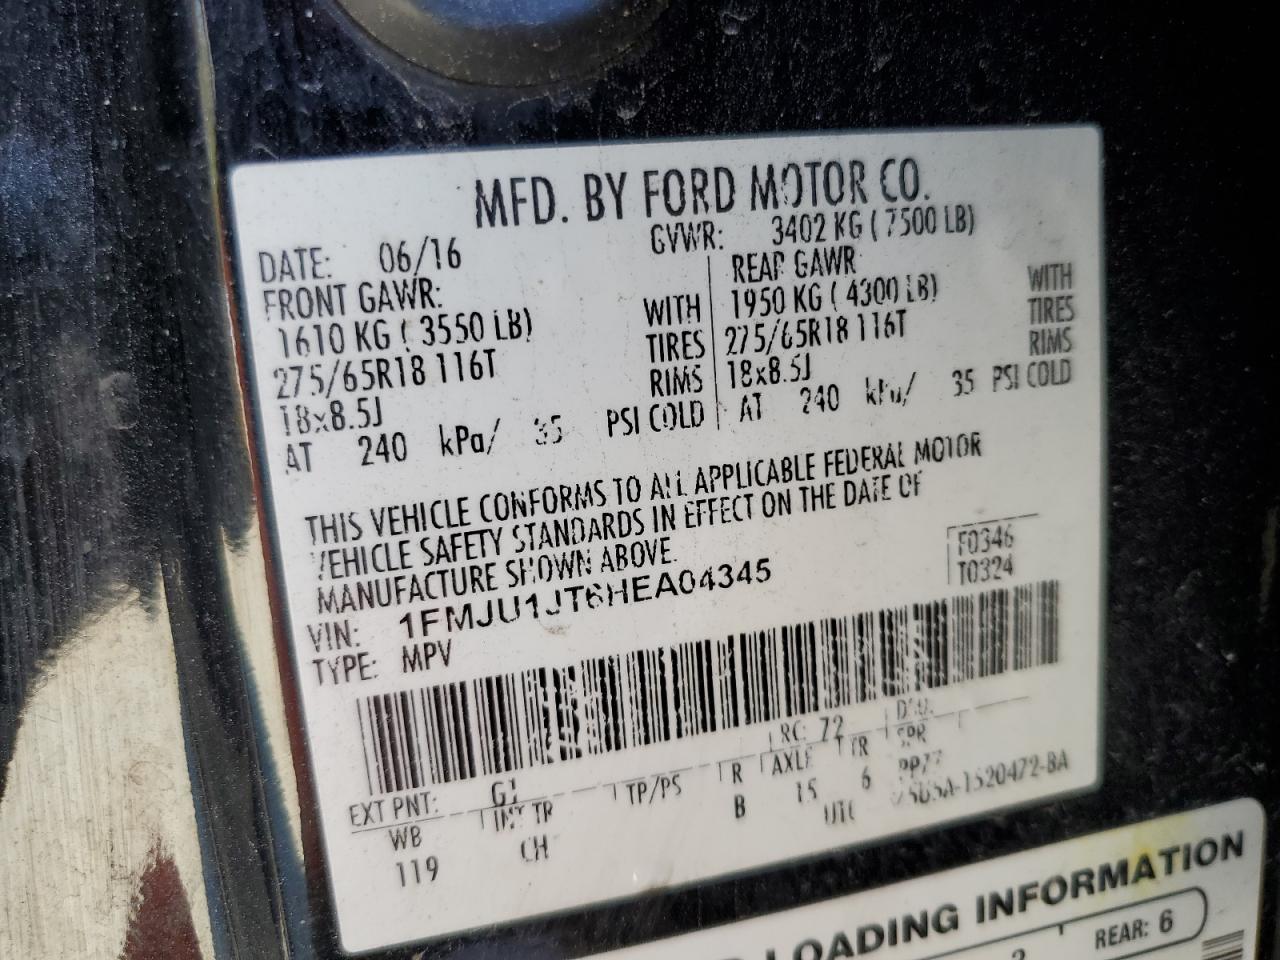 MFD. BY FORD MOTOR CO.
DATE: 06/16 GVWR: 3402 KG ( 7500 LB)
FRONT GAWR: REAR GAWR
1610 KG ( 3550 LB) WITH 1950 KG ( 4300 LB) WITH
275/65R18 116T TIRES 275/65R18 116T TIRES
18x8.5J RIMS 18x8.5J RIMS
AT 240 kPa/ 35 PSI COLD AT 240 kPa/ 35 PSI COLD
THIS VEHICLE CONFORMS TO ALL APPLICABLE FEDERAL MOTOR
VEHICLE SAFETY STANDARDS IN EFFECT ON THE DATE OF
MANUFACTURE SHOWN ABOVE.
VIN: 1FMJU1JT6HEA04345
F0346
T0324
TYPE: MPV
EXT PNT: G1 RC: 72
WB INT TR TP/PS R AXLE TR SPR
119 CH B 15 6
UTC
LOADING INFORMATION
REAR: 6